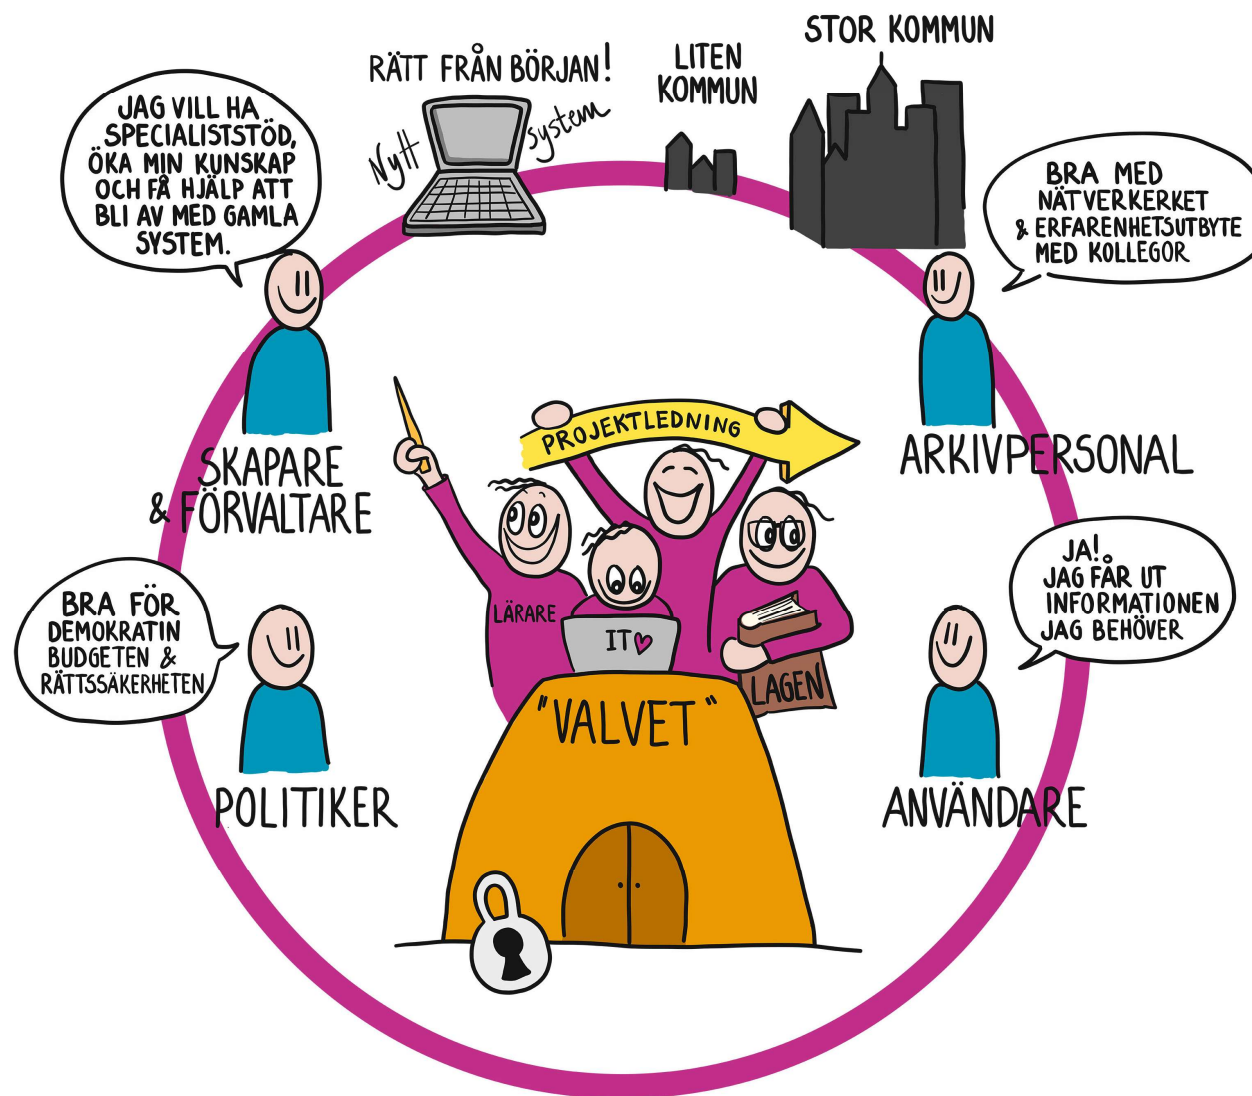 RÄTT FRÅN BÖRJAN!
Nytt system
LITEN
KOMMUN
STOR KOMMUN
JAG VILL HA
SPECIALISTSTÖD,
ÖKA MIN KUNSKAP
OCH FÅ HJÄLP ATT
BLI AV MED GAMLA
SYSTEM.
BRA MED
NÄTVERKERKET
& ERFARENHETSUTBYTE
MED KOLLEGOR
SKAPARE
& FÖRVALTARE
PROJEKTLEDNING
ARKIVPERSONAL
LÄRARE
IT
LAGEN
"VALVET"
BRA FÖR
DEMOKRATIN
BUDGETEN &
RÄTTSSÄKERHETEN
POLITIKER
JA!
JAG FÅR UT
INFORMATIONEN
JAG BEHÖVER
ANVÄNDARE